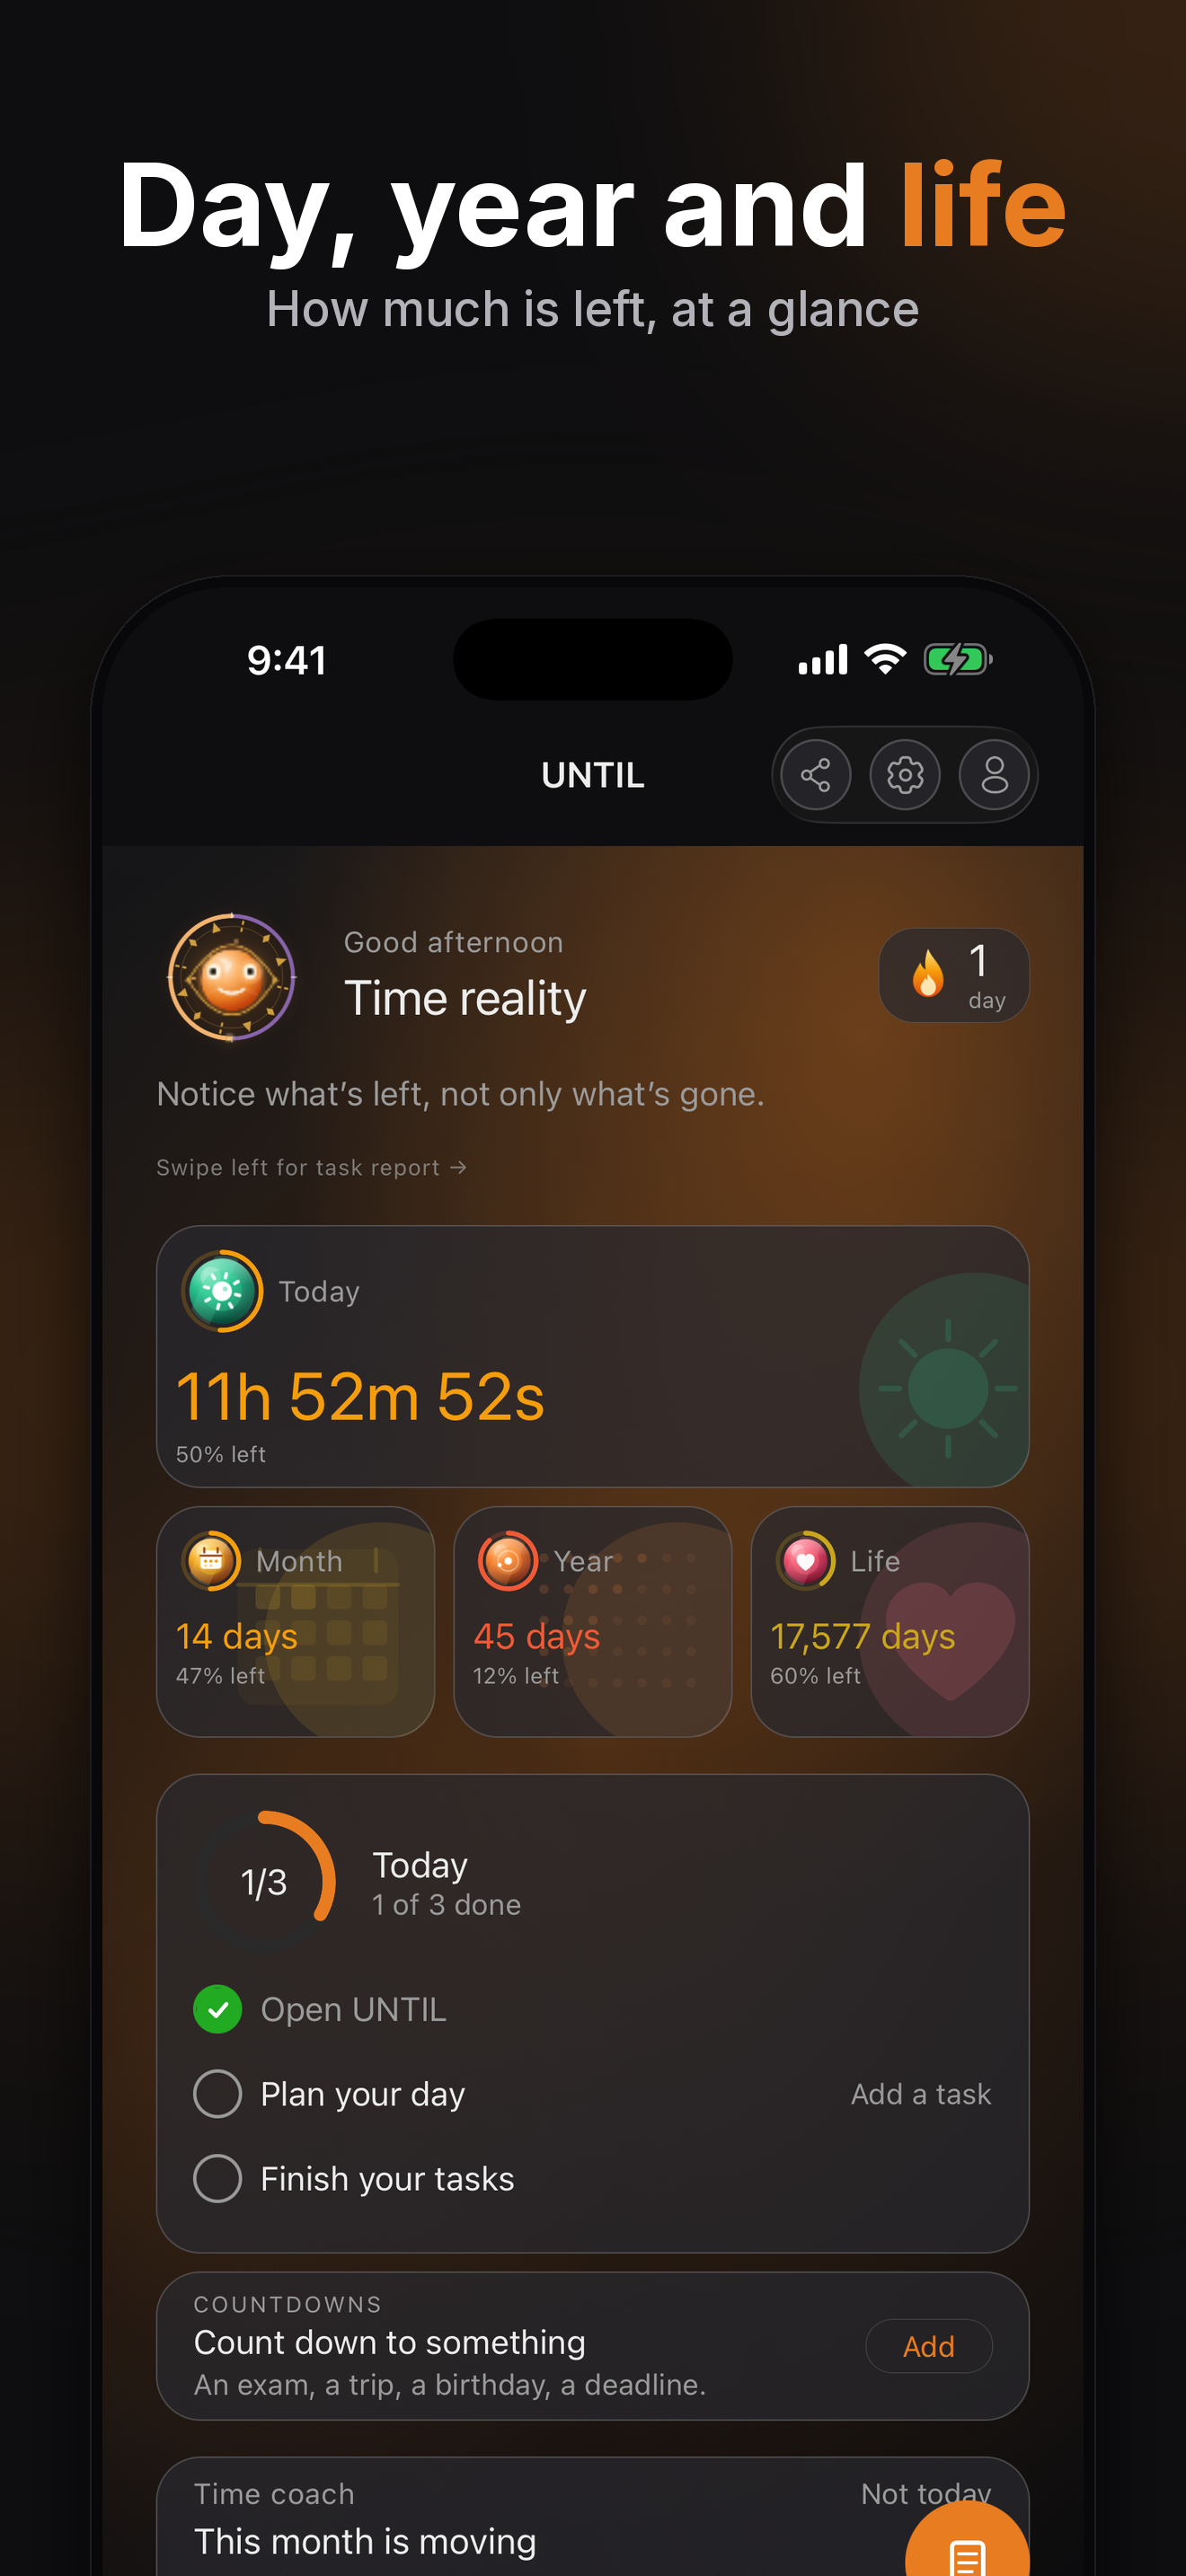 Day, year and life
How much is left, at a glance
9:41
UNTIL
Good afternoon
Time reality
1
day
Notice what’s left, not only what’s gone.
Swipe left for task report →
Today
11h 52m 52s
50% left
Month
14 days
47% left
Year
45 days
12% left
Life
17,577 days
60% left
1/3
Today
1 of 3 done
Open UNTIL
Plan your day
Add a task
Finish your tasks
COUNTDOWNS
Count down to something
An exam, a trip, a birthday, a deadline.
Add
Time coach
Not today
This month is moving